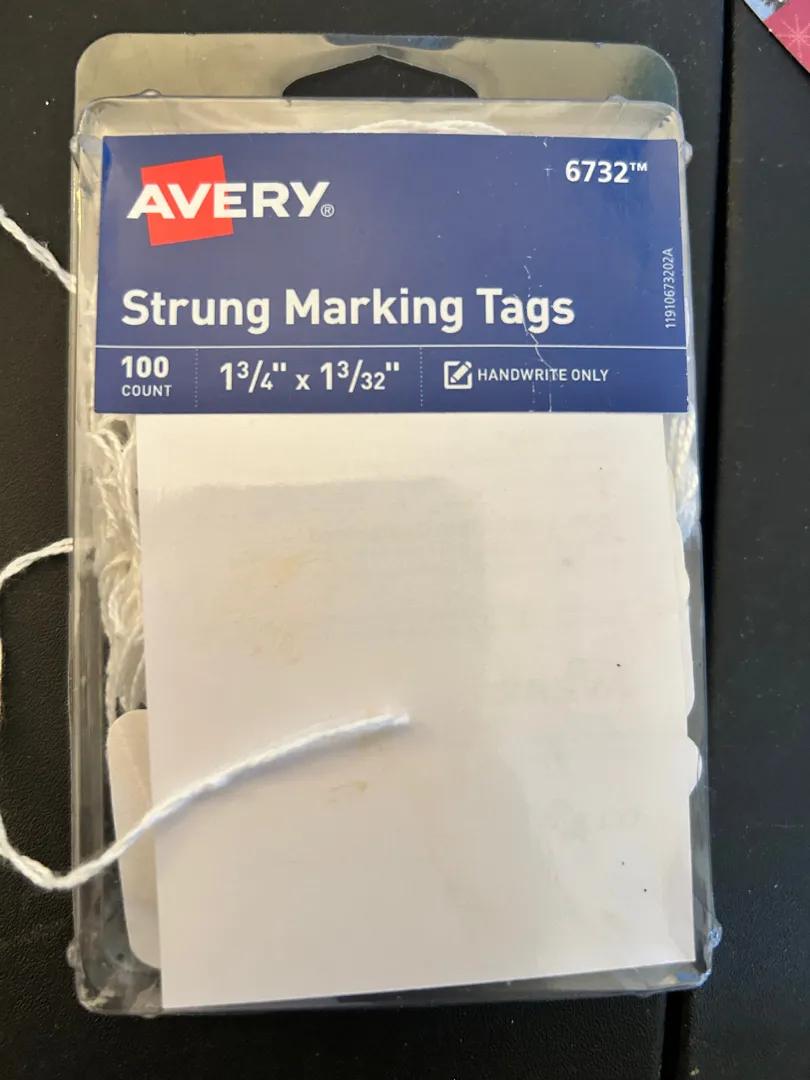 6732™
AVERY®
11910673202A
Strung Marking Tags
100
COUNT
1 3/4" x 1 3/32"
HANDWRITE ONLY